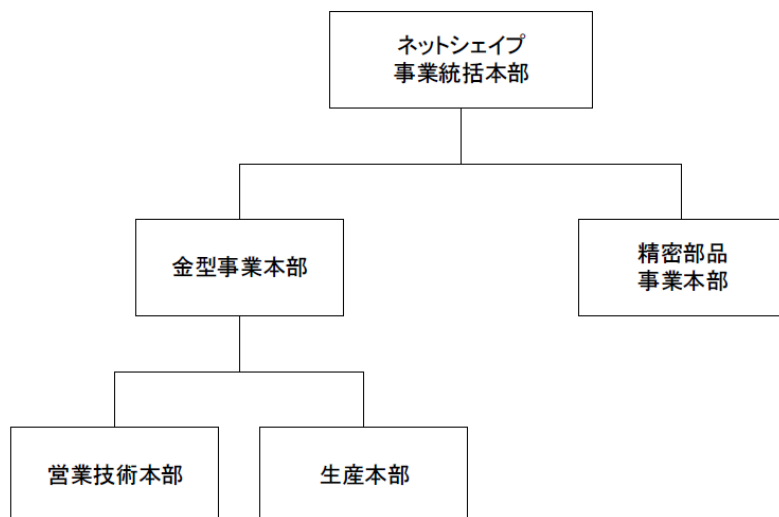 ネットシェイプ
事業統括本部
金型事業本部
精密部品
事業本部
営業技術本部
生産本部